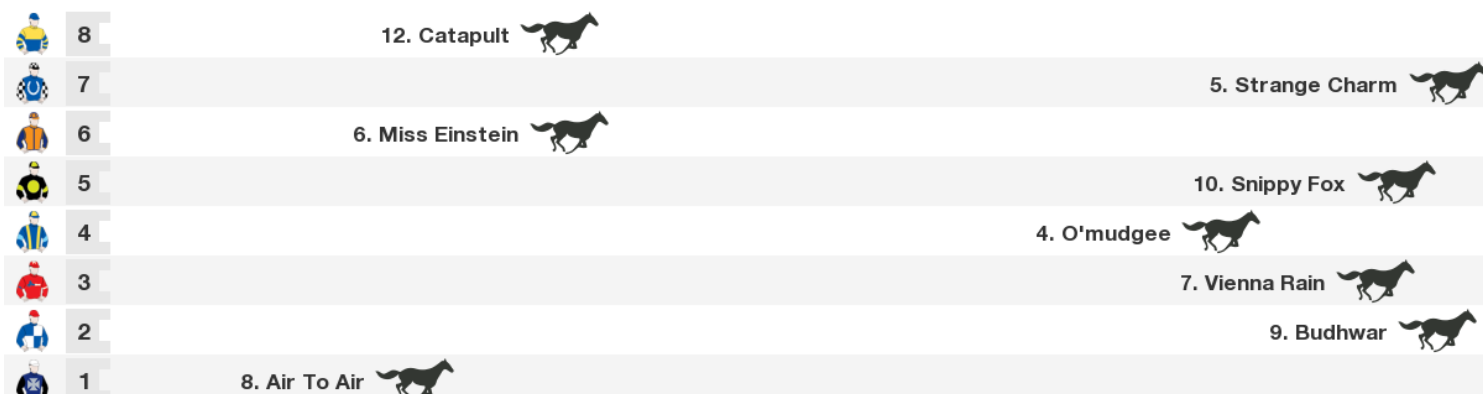 8 12. Catapult
7 5. Strange Charm
6 6. Miss Einstein
5 10. Snippy Fox
4 4. O'mudgee
3 7. Vienna Rain
2 9. Budhwar
1 8. Air To Air